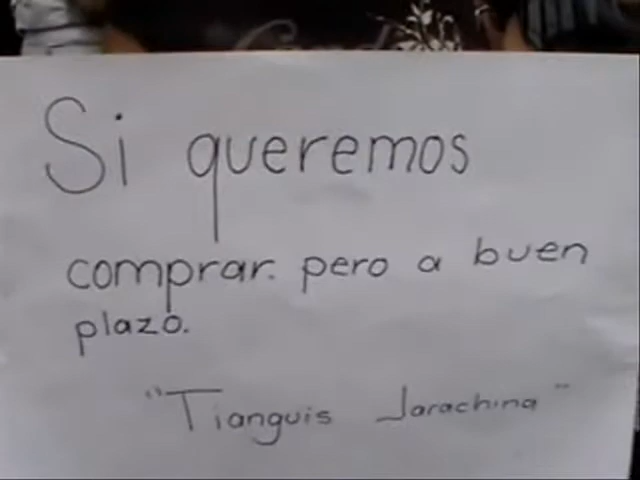 Si queremos
comprar. pero a buen
plazo.
"Tianguis Jarachina"